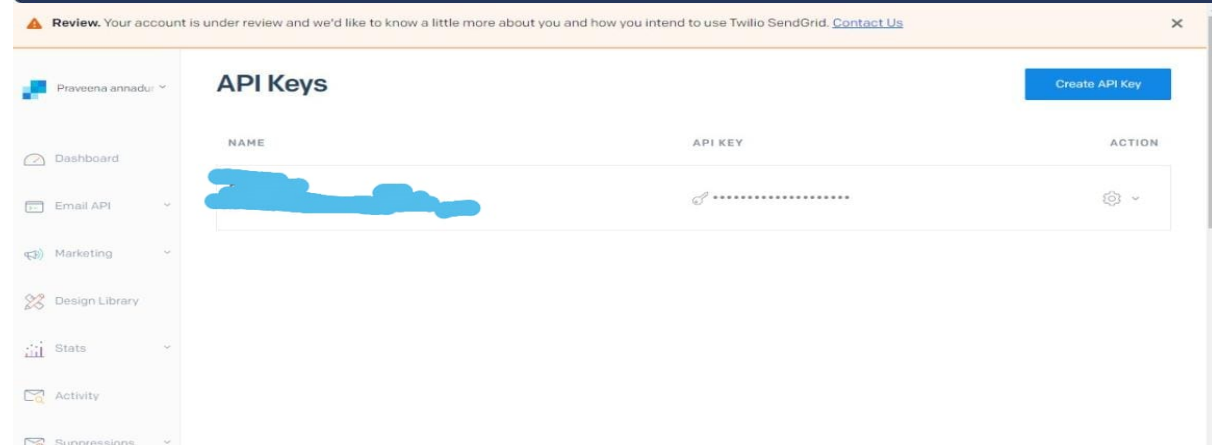 Review. Your account is under review and we'd like to know a little more about you and how you intend to use Twilio SendGrid. Contact Us
Praveena annadu
API Keys
Create API Key
NAME
API KEY
ACTION
Dashboard
Email API
Marketing
Design Library
Stats
Activity
Suppressions